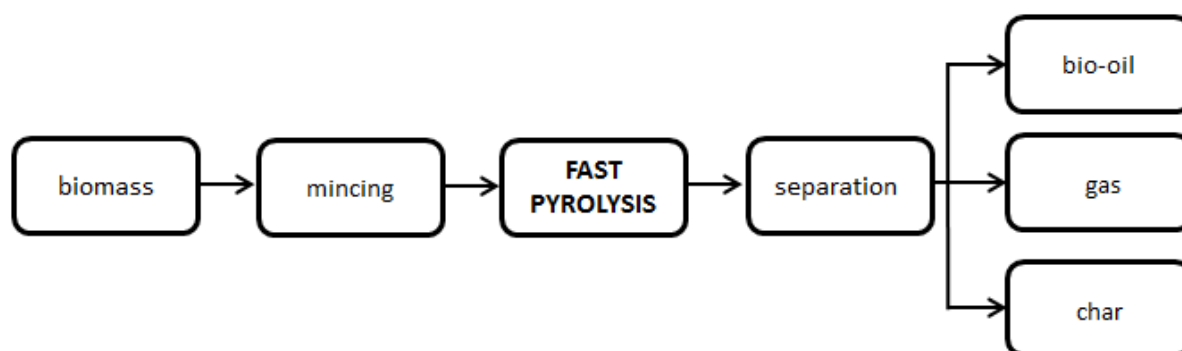 biomass
mincing
FAST
PYROLYSIS
separation
bio-oil
gas
char